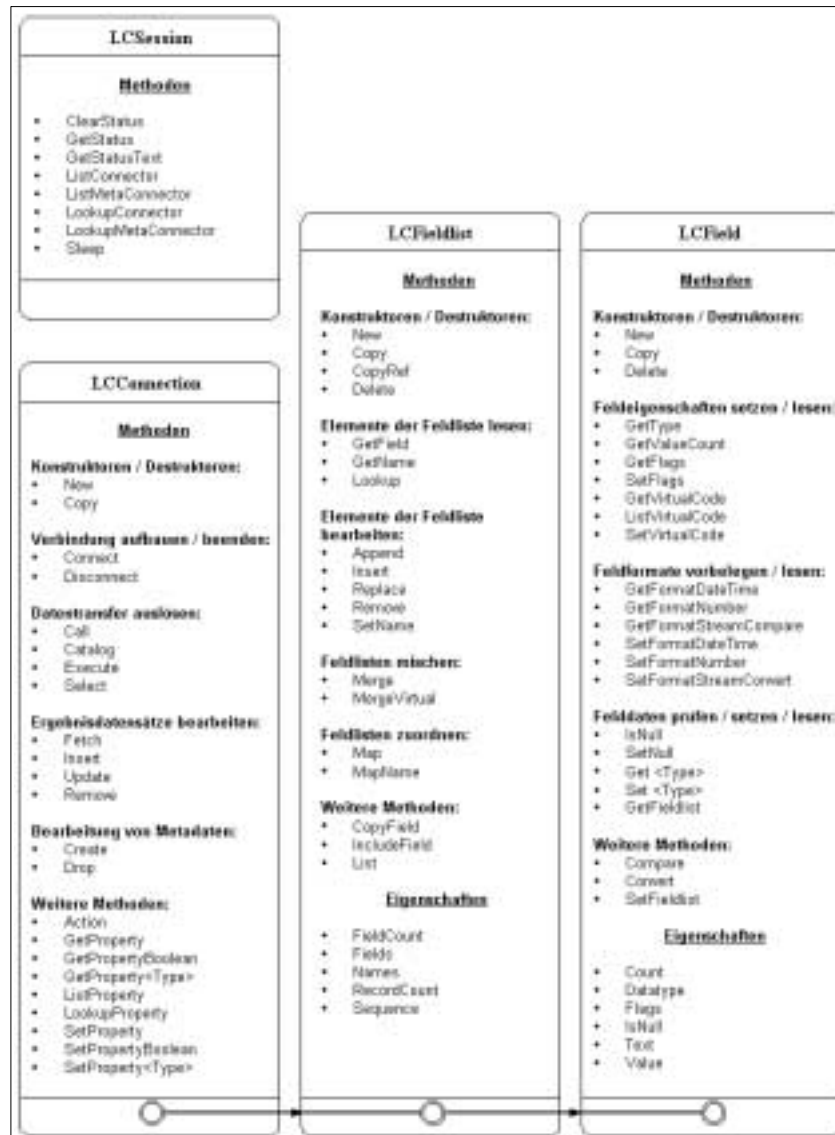 LCSession
Methoden
• ClearStatus
• GetStatus
• GetStatusText
• ListConnector
• ListMetaConnector
• LookupConnector
• LookupMetaConnector
• Sleep
LCConnection
Methoden
Konstruktoren / Destruktoren:
• New
• Copy
Verbindung aufbauen / beenden:
• Connect
• Disconnect
Datentransfer auslösen:
• Call
• Catalog
• Execute
• Select
Ergebnisdatensätze bearbeiten:
• Fetch
• Insert
• Update
• Remove
Bearbeitung von Metadaten:
• Create
• Drop
Weitere Methoden:
• Action
• GetProperty
• GetPropertyBoolean
• GetProperty<Type>
• ListProperty
• LookupProperty
• SetProperty
• SetPropertyBoolean
• SetProperty<Type>
LCFieldlist
Methoden
Konstruktoren / Destruktoren:
• New
• Copy
• CopyRef
• Delete
Elemente der Feldliste lesen:
• GetField
• GetName
• Lookup
Elemente der Feldliste
bearbeiten:
• Append
• Insert
• Replace
• Remove
• SetName
Feldlisten mischen:
• Merge
• MergeVirtual
Feldlisten zuordnen:
• Map
• MapName
Weitere Methoden:
• CopyField
• IncludeField
• List
Eigenschaften
• FieldCount
• Fields
• Names
• RecordCount
• Sequence
LCField
Methoden
Konstruktoren / Destruktoren:
• New
• Copy
• Delete
Feldeigenschaften setzen / lesen:
• GetType
• GetValueCount
• GetFlags
• SetFlags
• GetVirtualCode
• ListVirtualCode
• SetVirtualCode
Feldformate vorbelegen / lesen:
• GetFormatDateTime
• GetFormatNumber
• GetFormatStreamCompare
• SetFormatDateTime
• SetFormatNumber
• SetFormatStreamConvert
Felddaten prüfen / setzen / lesen:
• IsNull
• SetNull
• Get <Type>
• Set <Type>
• GetFieldlist
Weitere Methoden:
• Compare
• Convert
• SetFieldlist
Eigenschaften
• Count
• Datatype
• Flags
• IsNull
• Text
• Value